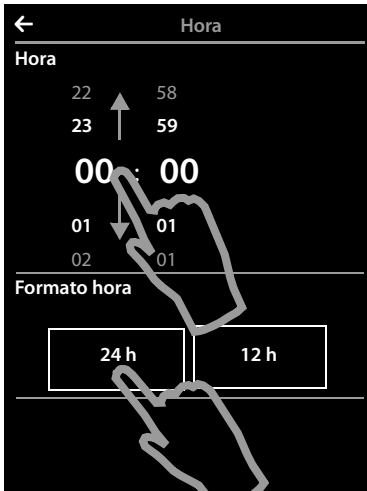 Hora
Hora
22 58
23 59
00 : 00
01 01
02 01
Formato hora
24 h 12 h